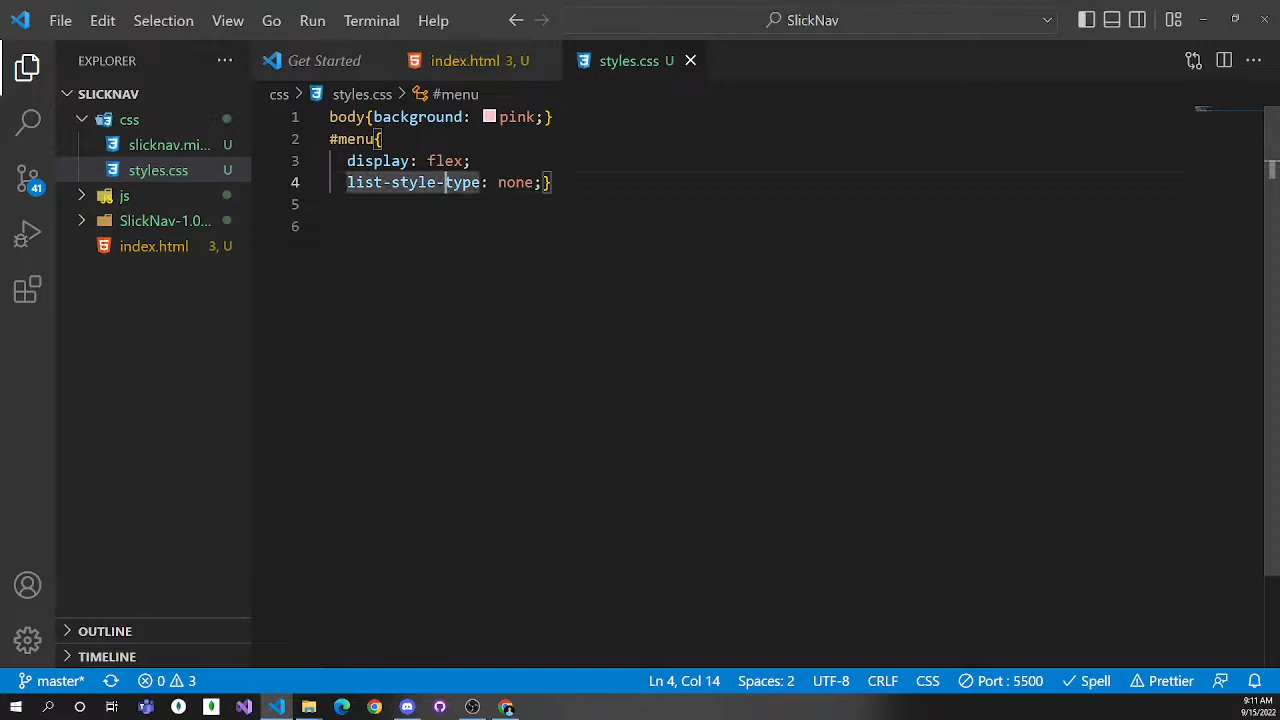 File Edit Selection View Go Run Terminal Help SlickNav
EXPLORER
Get Started
index.html 3, U
styles.css U
SLICKNAV
css
slicknav.mi... U
styles.css U
js
SlickNav-1.0...
index.html 3, U
css > styles.css > #menu
1 body{background: pink;}
2 #menu{
3 display: flex;
4 list-style-type: none;}
5
6
41
OUTLINE
TIMELINE
master* 0 3 Ln 4, Col 14 Spaces: 2 UTF-8 CRLF CSS Port : 5500 Spell Prettier
9:11 AM
9/15/2022